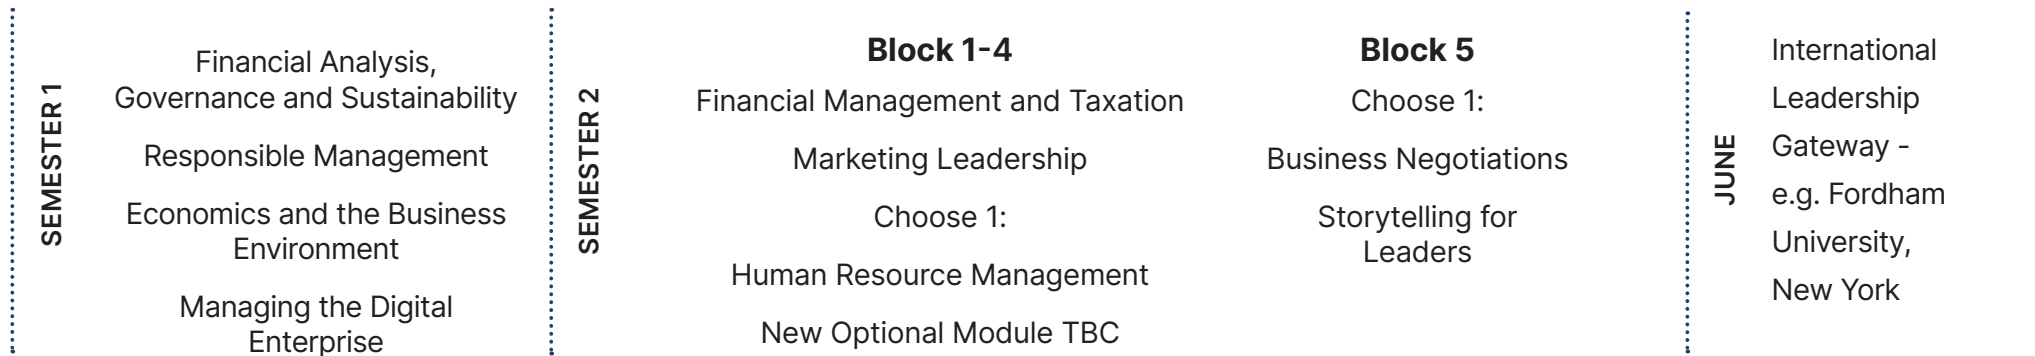 SEMESTER 1
Financial Analysis,
Governance and Sustainability
Responsible Management
Economics and the Business
Environment
Managing the Digital
Enterprise
SEMESTER 2
Block 1-4
Financial Management and Taxation
Marketing Leadership
Choose 1:
Human Resource Management
New Optional Module TBC
Block 5
Choose 1:
Business Negotiations
Storytelling for
Leaders
JUNE
International
Leadership
Gateway -
e.g. Fordham
University,
New York